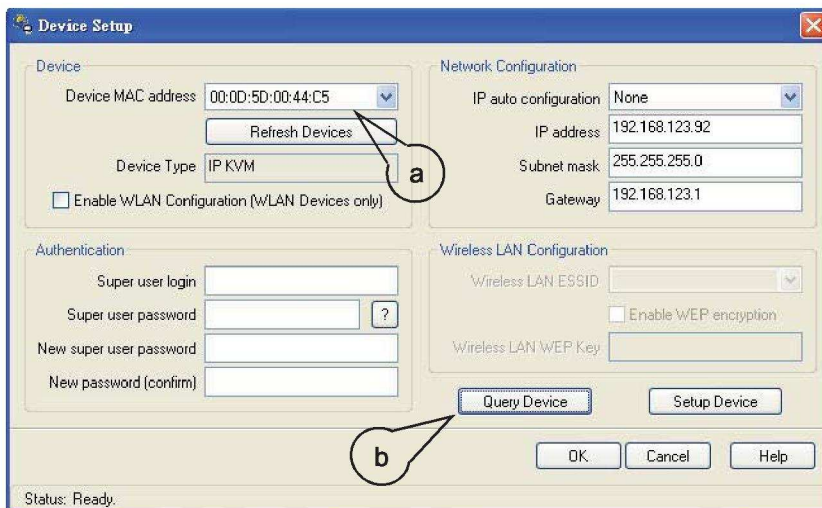 Device Setup
Device
Device MAC address 00:0D:5D:00:44:C5
Refresh Devices
Device Type IP KVM
Enable WLAN Configuration (WLAN Devices only)
a
Network Configuration
IP auto configuration None
IP address 192.168.123.92
Subnet mask 255.255.255.0
Gateway 192.168.123.1
Authentication
Super user login
Super user password ?
New super user password
New password (confirm)
Wireless LAN Configuration
Wireless LAN ESSID
Enable WEP encryption
Wireless LAN WEP Key
Query Device Setup Device
b
OK Cancel Help
Status: Ready.